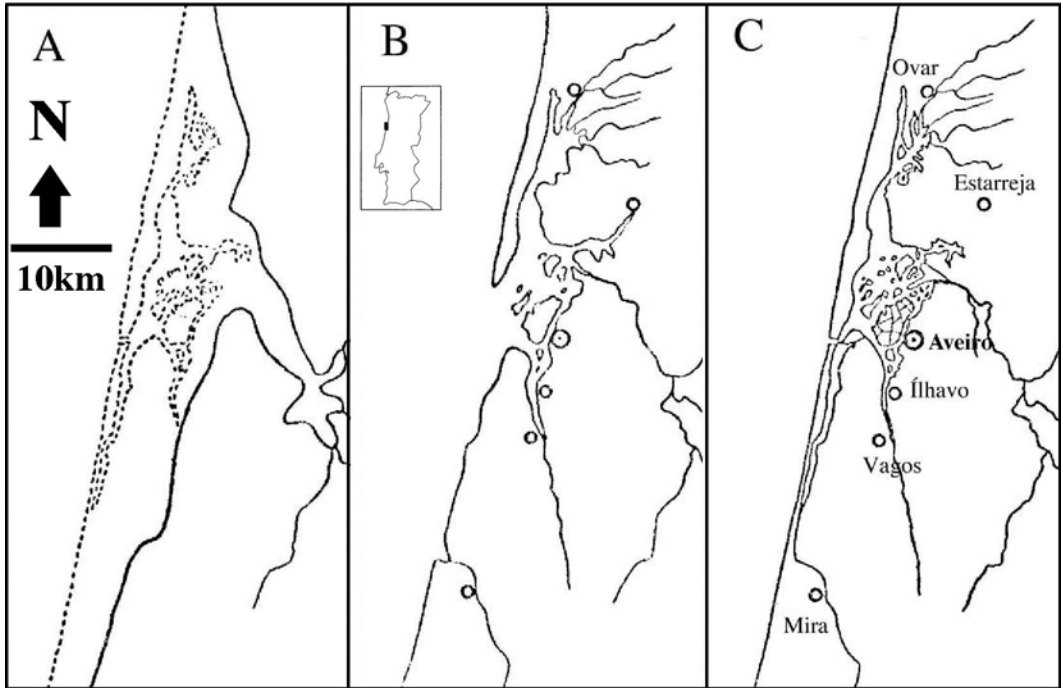 A
N
10km
B
C
Ovar
Estarreja
Aveiro
Ílhavo
Vagos
Mira